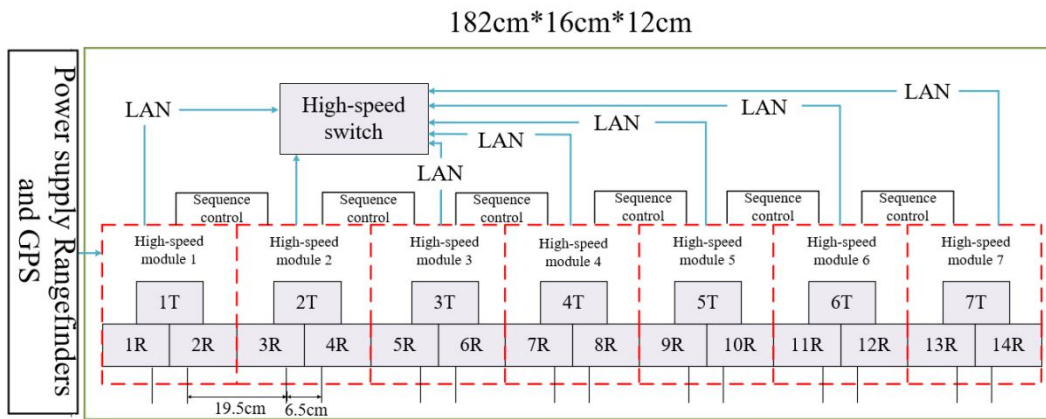 182cm*16cm*12cm
Power supply Rangefinders
and GPS
LAN
High-speed
switch
LAN
LAN
LAN
LAN
LAN
Sequence
control
Sequence
control
Sequence
control
Sequence
control
Sequence
control
Sequence
control
High-speed
module 1
High-speed
module 2
High-speed
module 3
High-speed
module 4
High-speed
module 5
High-speed
module 6
High-speed
module 7
1T
2T
3T
4T
5T
6T
7T
1R
2R
3R
4R
5R
6R
7R
8R
9R
10R
11R
12R
13R
14R
19.5cm
6.5cm